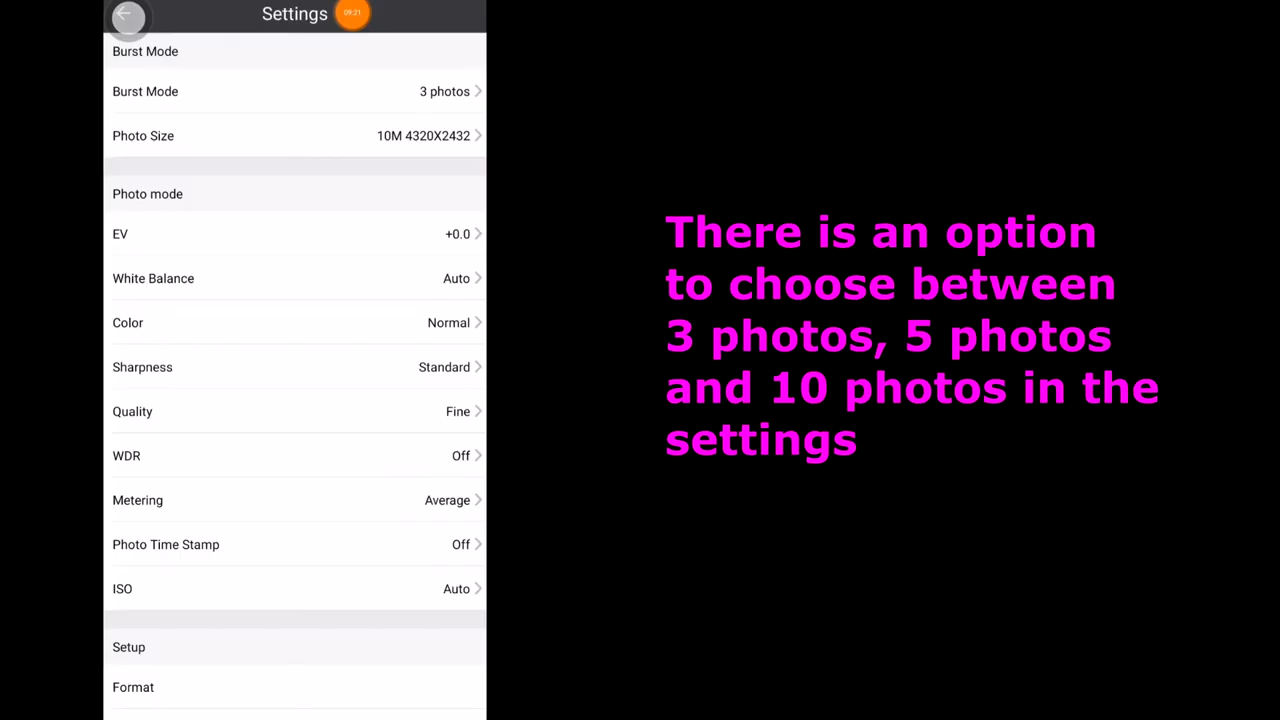 Settings
09:21
Burst Mode
Burst Mode 3 photos
Photo Size 10M 4320X2432
Photo mode
EV +0.0
White Balance Auto
Color Normal
Sharpness Standard
Quality Fine
WDR Off
Metering Average
Photo Time Stamp Off
ISO Auto
Setup
Format
There is an option
to choose between
3 photos, 5 photos
and 10 photos in the
settings